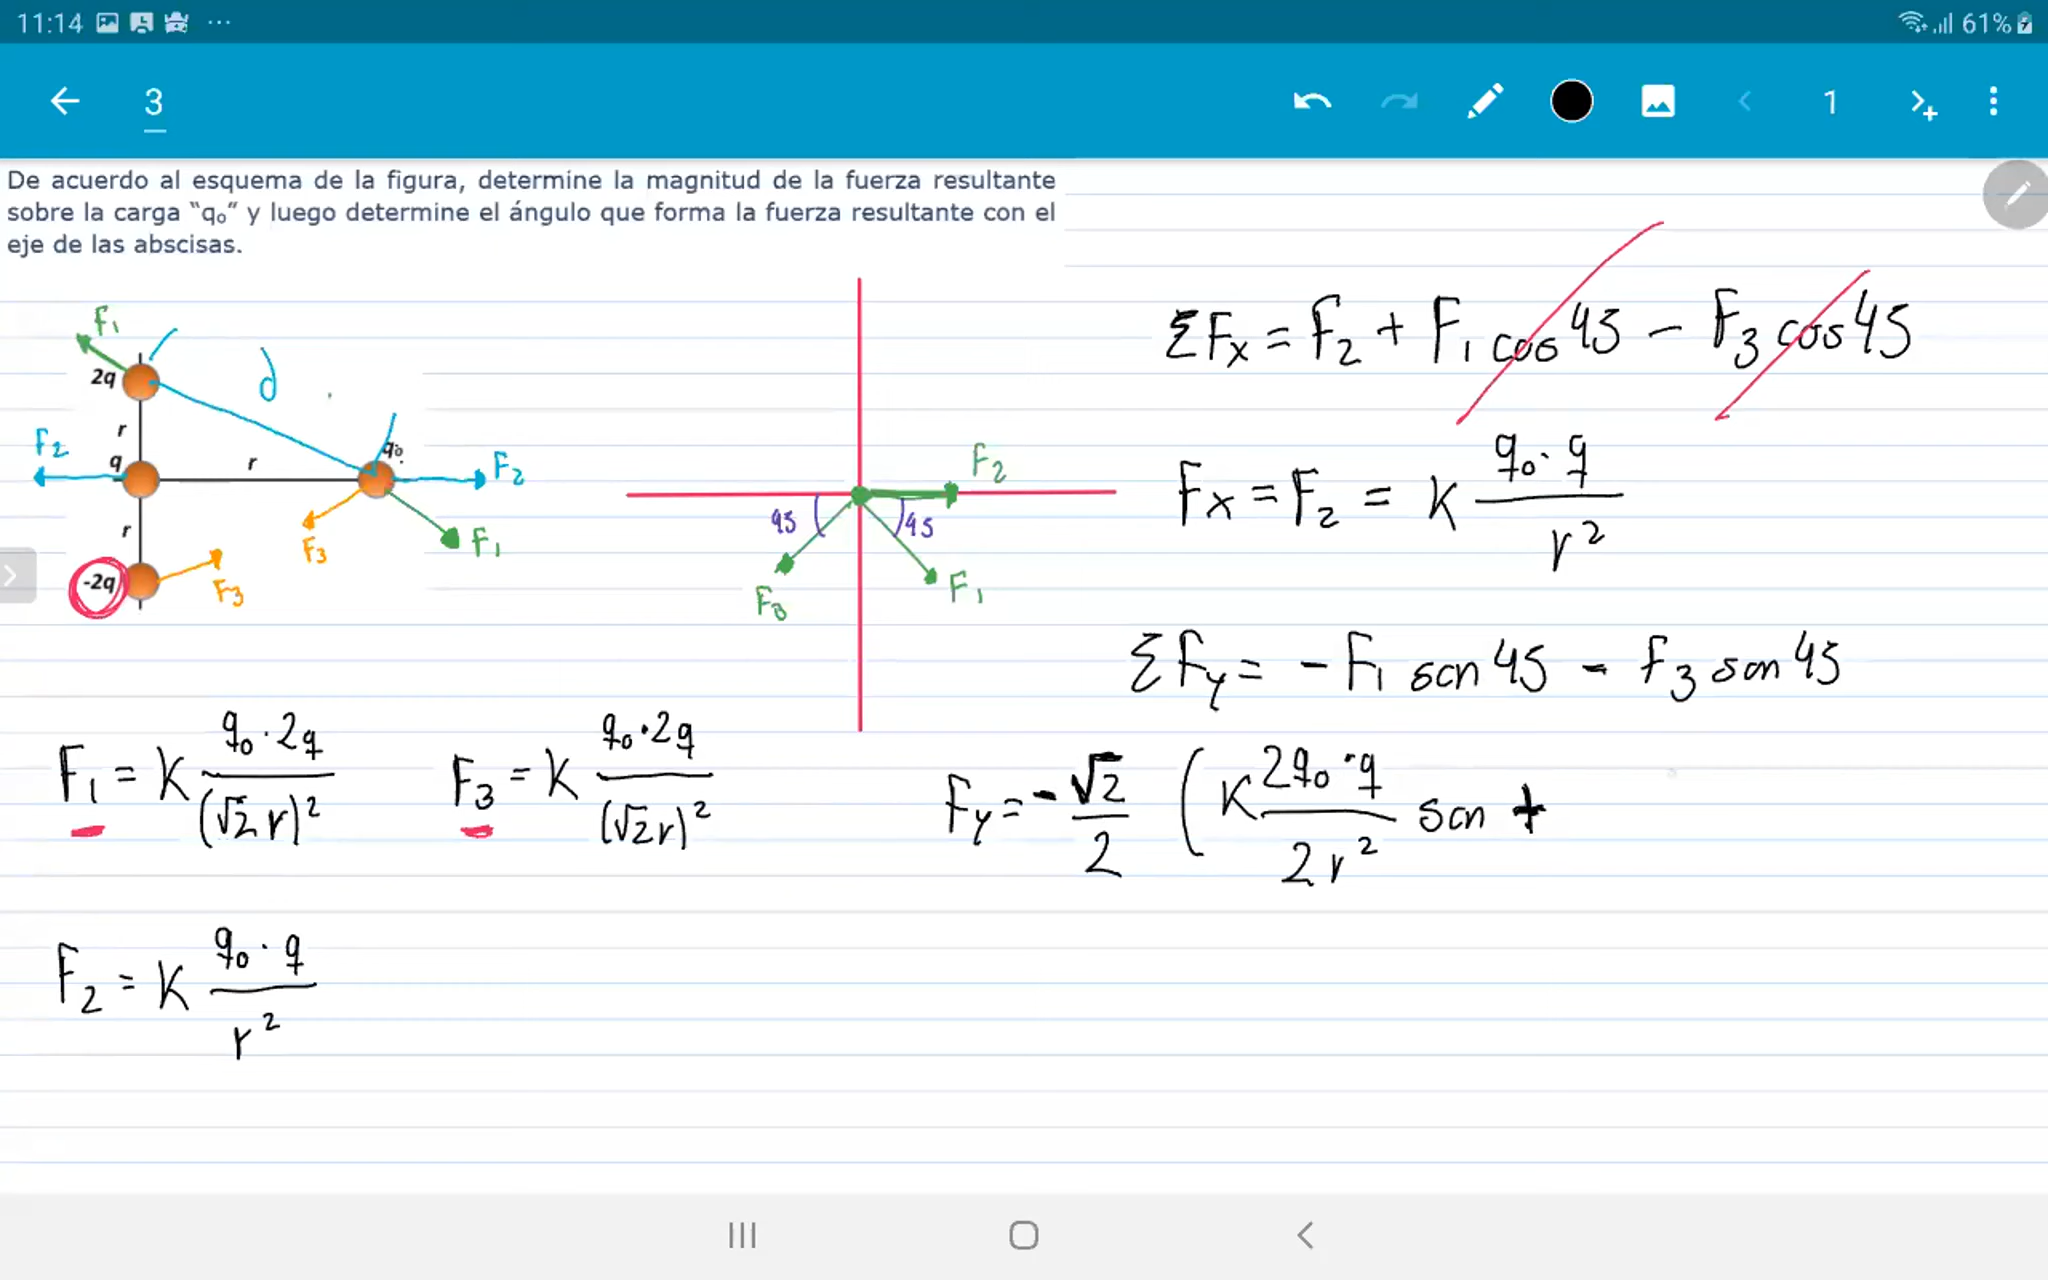 11:14 ... 61%
3 1
De acuerdo al esquema de la figura, determine la magnitud de la fuerza resultante
sobre la carga “q₀” y luego determine el ángulo que forma la fuerza resultante con el
eje de las abscisas.
F₁
2q
d
r
F₂
q
r
q₀
F₂
r
F₃
F₁
-2q
F₃
F₂
45
45
F₃
F₁
ΣFx = F₂ + F₁ cos 45 - F₃ cos 45
Fx = F₂ = K q₀ · q / r²
ΣFy = - F₁ sen 45 - F₃ sen 45
F₁ = K q₀ · 2q / (√2 r)²
F₃ = K q₀ · 2q / (√2 r)²
Fy = - √2 / 2 ( K 2q₀ · q / 2 r² sen +
F₂ = K q₀ · q / r²